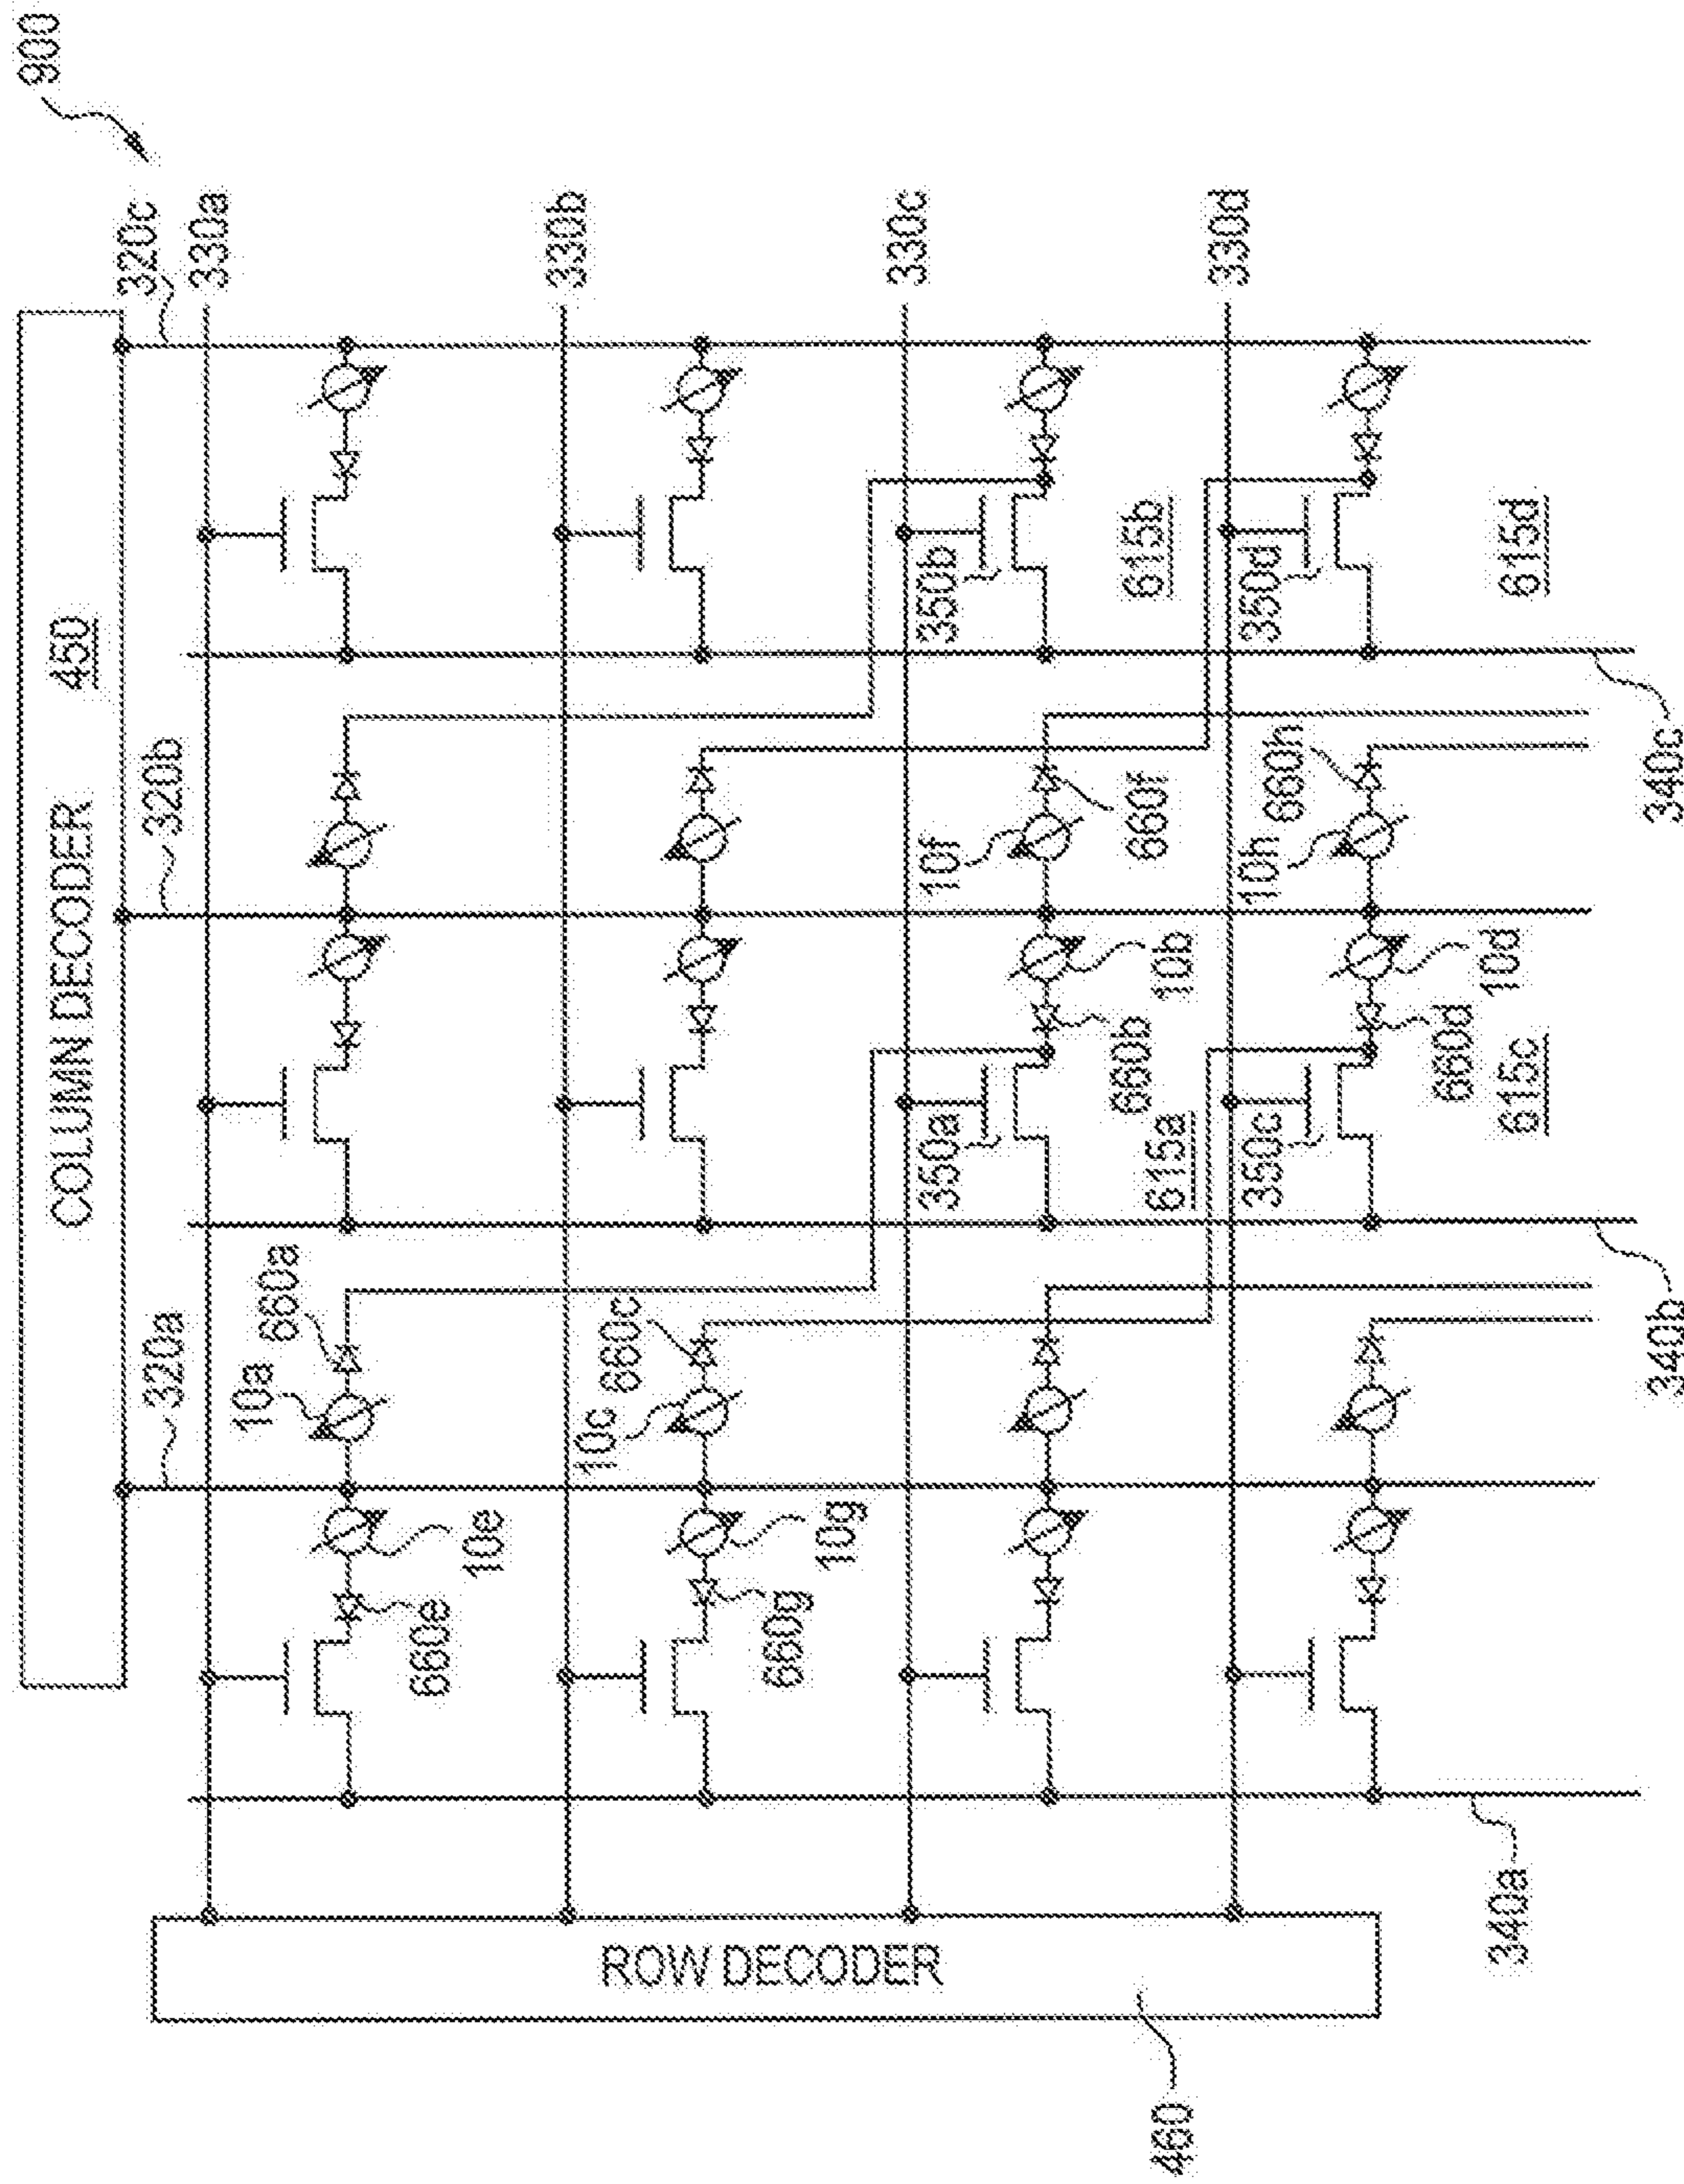 900
COLUMN DECODER 450
320a
320b
320c
330a
330b
330c
330d
10a
660a
10e
660e
10c
660c
10g
660g
350a
615a
660b
10b
10f
660f
350b
615b
350c
615c
660d
10d
10h
660h
350d
615d
ROW DECODER
460
340a
340b
340c